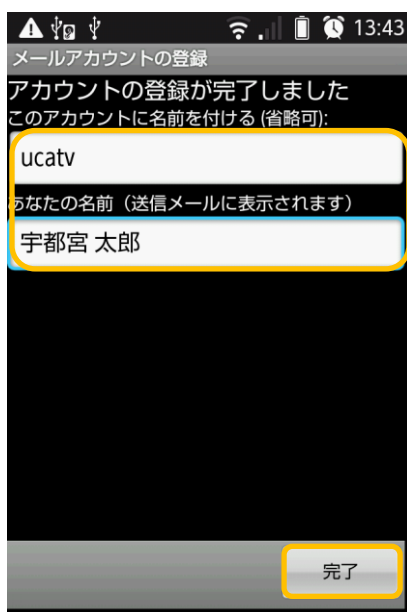 13:43
メールアカウントの登録
アカウントの登録が完了しました
このアカウントに名前を付ける (省略可):
ucatv
あなたの名前（送信メールに表示されます）
宇都宮 太郎
完了